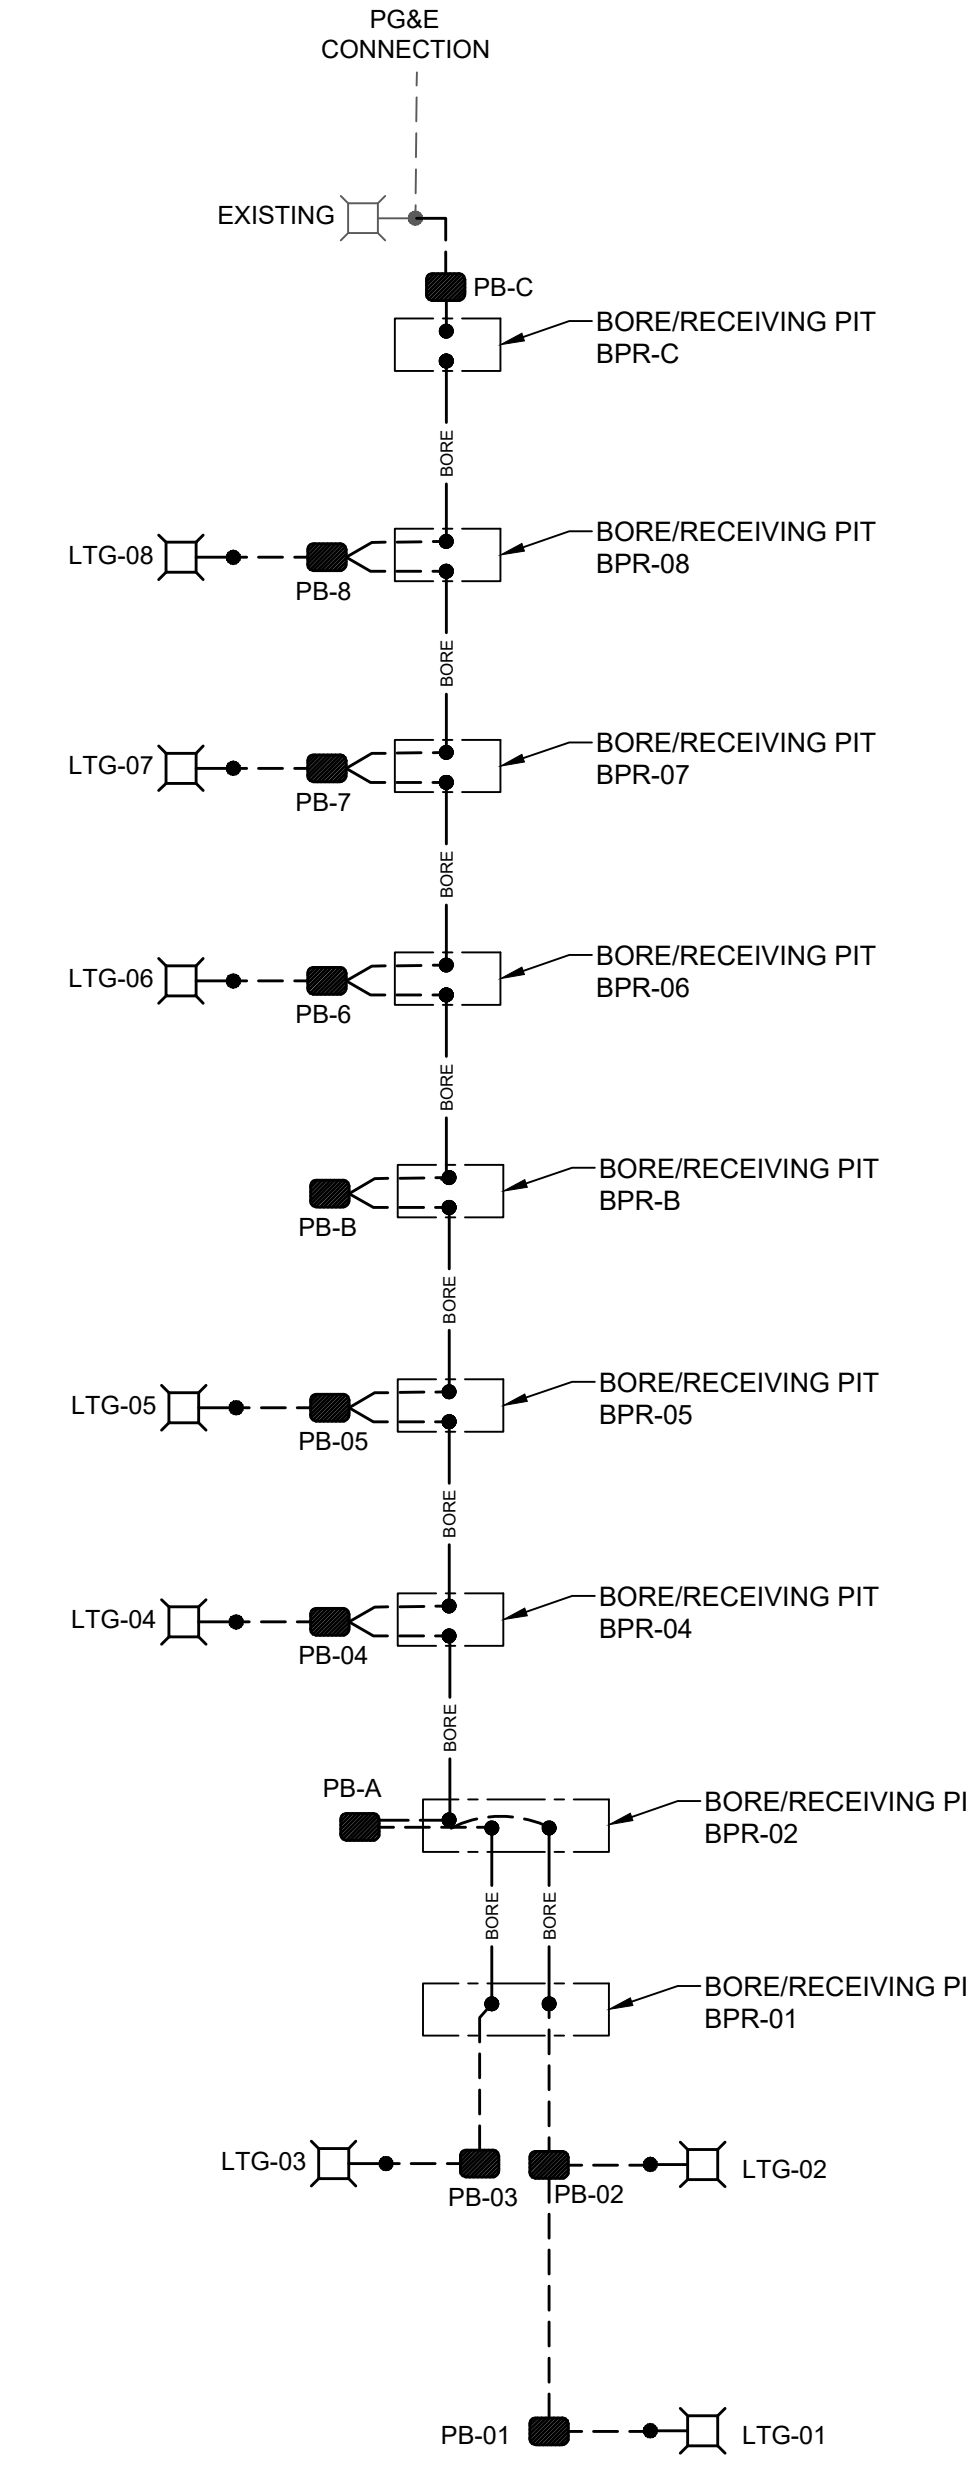 PG&E
CONNECTION
EXISTING
PB-C
BORE/RECEIVING PIT
BPR-C
BORE
LTG-08
PB-8
BORE/RECEIVING PIT
BPR-08
BORE
LTG-07
PB-7
BORE/RECEIVING PIT
BPR-07
BORE
LTG-06
PB-6
BORE/RECEIVING PIT
BPR-06
BORE
PB-B
BORE/RECEIVING PIT
BPR-B
BORE
LTG-05
PB-05
BORE/RECEIVING PIT
BPR-05
BORE
LTG-04
PB-04
BORE/RECEIVING PIT
BPR-04
BORE
PB-A
BORE/RECEIVING PI
BPR-02
BORE
BORE
BORE/RECEIVING PI
BPR-01
LTG-03
PB-03
PB-02
LTG-02
PB-01
LTG-01